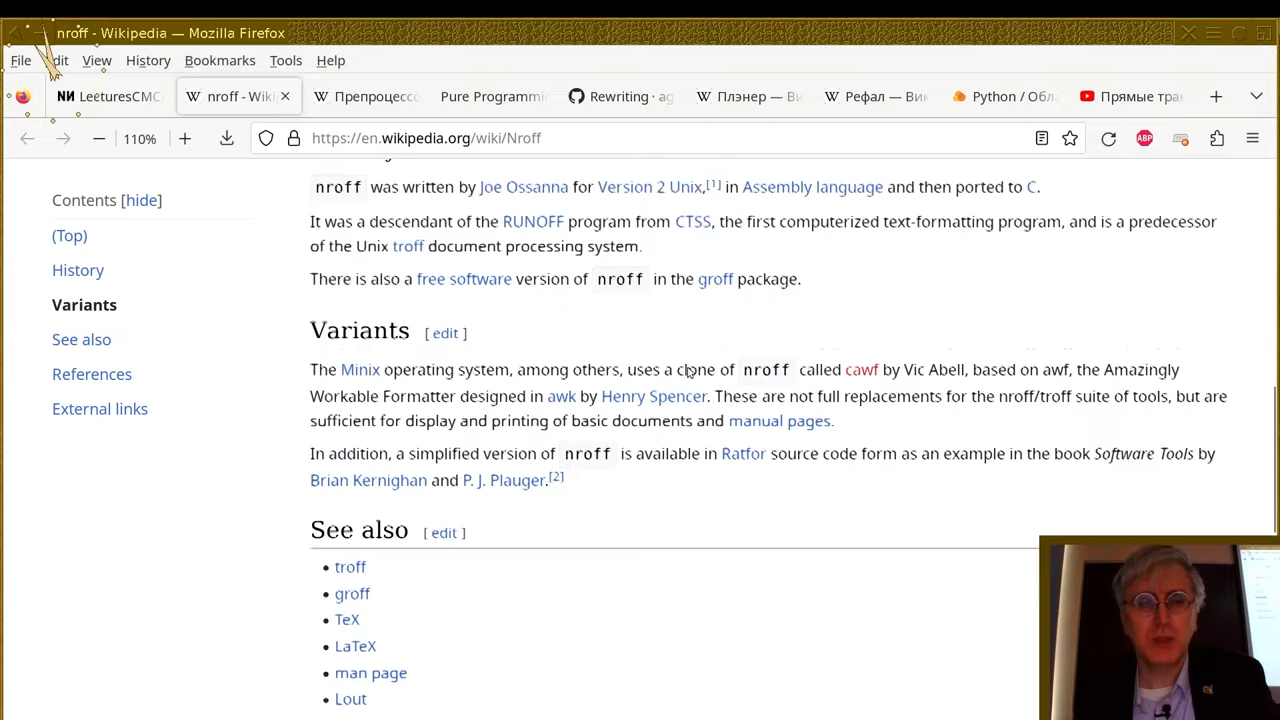 nroff - Wikipedia — Mozilla Firefox
File Edit View History Bookmarks Tools Help
LecturesCMC nroff - Wiki Препроцессо Pure Programmi Rewriting · ag Плэнер — Ви Рефал — Вик Python / Обл Прямые тран
110% https://en.wikipedia.org/wiki/Nroff ABP
Contents [hide]
(Top)
History
Variants
See also
References
External links
nroff was written by Joe Ossanna for Version 2 Unix,[1] in Assembly language and then ported to C.
It was a descendant of the RUNOFF program from CTSS, the first computerized text-formatting program, and is a predecessor
of the Unix troff document processing system.
There is also a free software version of nroff in the groff package.
Variants [ edit ]
The Minix operating system, among others, uses a clone of nroff called cawf by Vic Abell, based on awf, the Amazingly
Workable Formatter designed in awk by Henry Spencer. These are not full replacements for the nroff/troff suite of tools, but are
sufficient for display and printing of basic documents and manual pages.
In addition, a simplified version of nroff is available in Ratfor source code form as an example in the book Software Tools by
Brian Kernighan and P. J. Plauger.[2]
See also [ edit ]
• troff
• groff
• TeX
• LaTeX
• man page
• Lout